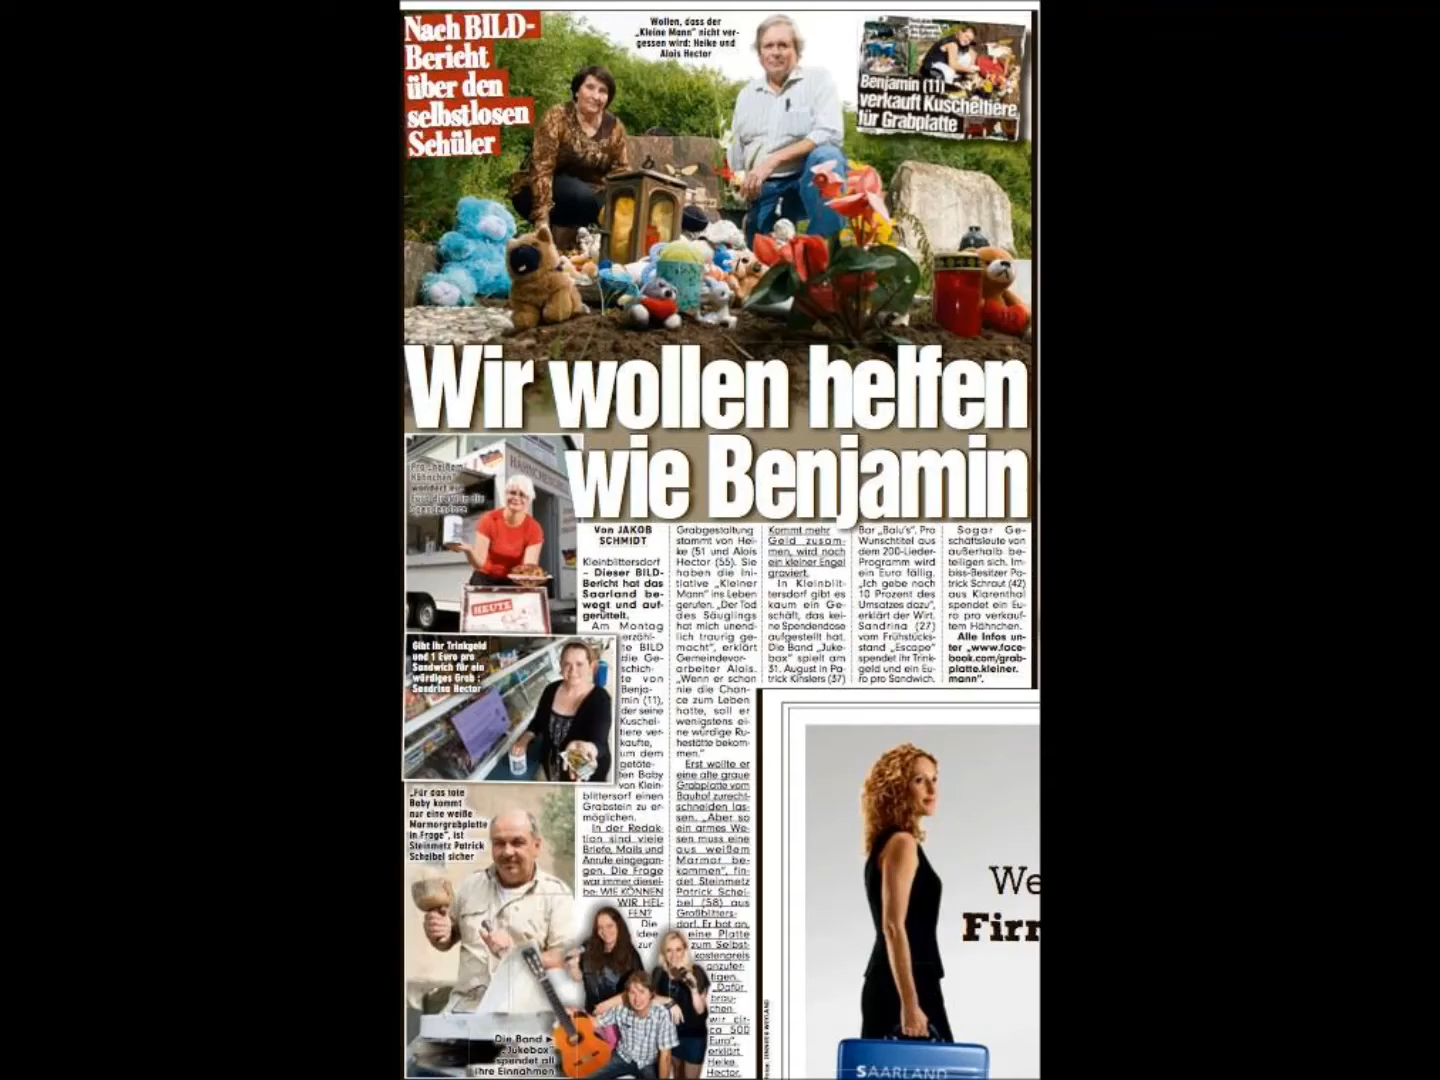 Nach BILD-
Bericht
über den
selbstlosen
Schüler
Wollen, dass der
„Kleine Mann“ nicht ver-
gessen wird: Heike und
Alois Hector
Benjamin (11)
verkauft Kuscheltiere
für Grabplatte
Wir wollen helfen
wie Benjamin
HEUTE
Gibt ihr Trinkgeld
und 1 Euro pro
Sandwich für ein
würdiges Grab:
Sandrina Hector
„Für das tote
Baby kommt
nur eine weiße
Marmorgrabplatte
in Frage“, ist
Steinmetz Patrick
Scheibel sicher
Die Band
„Jukebox“
spendet all
ihre Einnahmen
Von JAKOB
SCHMIDT
Kleinblittersdorf
– Dieser BILD-
Bericht hat das
Saarland be-
wegt und auf-
gerüttelt.
Am Montag
erzähl-
te BILD
die Ge-
schich-
te von
Benja-
min (11),
der seine
Kuschel-
tiere ver-
kaufte,
um dem
getöte-
ten Baby
von Klein-
blittersdorf einen
Grabstein zu er-
möglichen.
In der Redak-
tion sind viele
Briefe, Mails und
Anrufe eingegan-
gen. Die Frage
war immer diesel-
be: WIE KÖNNEN
WIR HEL-
FEN?
Die
Idee
zur
Grabgestaltung
stammt von Hei-
ke (51 und Alois
Hector (55). Sie
haben die Ini-
tiative „Kleiner
Mann“ ins Leben
gerufen. „Der Tod
des Säuglings
hat mich unend-
lich traurig ge-
macht“, erklärt
Gemeindevor-
arbeiter Alois.
„Wenn er schon
nie die Chan-
ce zum Leben
hatte, soll er
wenigstens ei-
ne würdige Ru-
hestätte bekom-
men.“
Erst wollte er
eine alte graue
Grabplatte vom
Bauhof zurecht-
schneiden las-
sen. „Aber so
ein armes We-
sen muss eine
aus weißem
Marmor be-
kommen“, fin-
det Steinmetz
Patrick Schei-
bel (58) aus
Großblitters-
dorf. Er bot an,
eine Platte
zum Selbst-
kostenpreis
anzufer-
tigen.
„Dafür
brau-
chen
wir cir-
ca 500
Euro“,
erklärt
Heike
Hector.
Kommt mehr
Geld zusam-
men, wird noch
ein kleiner Engel
graviert.
In Kleinblit-
tersdorf gibt es
kaum ein Ge-
schäft, das kei-
ne Spendendose
aufgestellt hat.
Die Band „Juke-
box“ spielt am
31. August in Pa-
trick Kinslers (37)
Bar „Balu’s“. Pro
Wunschtitel aus
dem 200-Lieder-
Programm wird
ein Euro fällig.
„Ich gebe noch
10 Prozent des
Umsatzes dazu“,
erklärt der Wirt.
Sandrina (27)
vom Frühstücks-
stand „Escape“
spendet ihr Trink-
geld und ein Eu-
ro pro Sandwich.
Sogar Ge-
schäftsleute von
außerhalb be-
teiligen sich. Im-
biss-Besitzer Pa-
trick Schraut (42)
aus Klarenthal
spendet ein Eu-
ro pro verkauf-
tem Hähnchen.
Alle Infos un-
ter „www.face-
book.com/grab-
platte.kleiner.
mann“.
We
Firm
SAARLAND